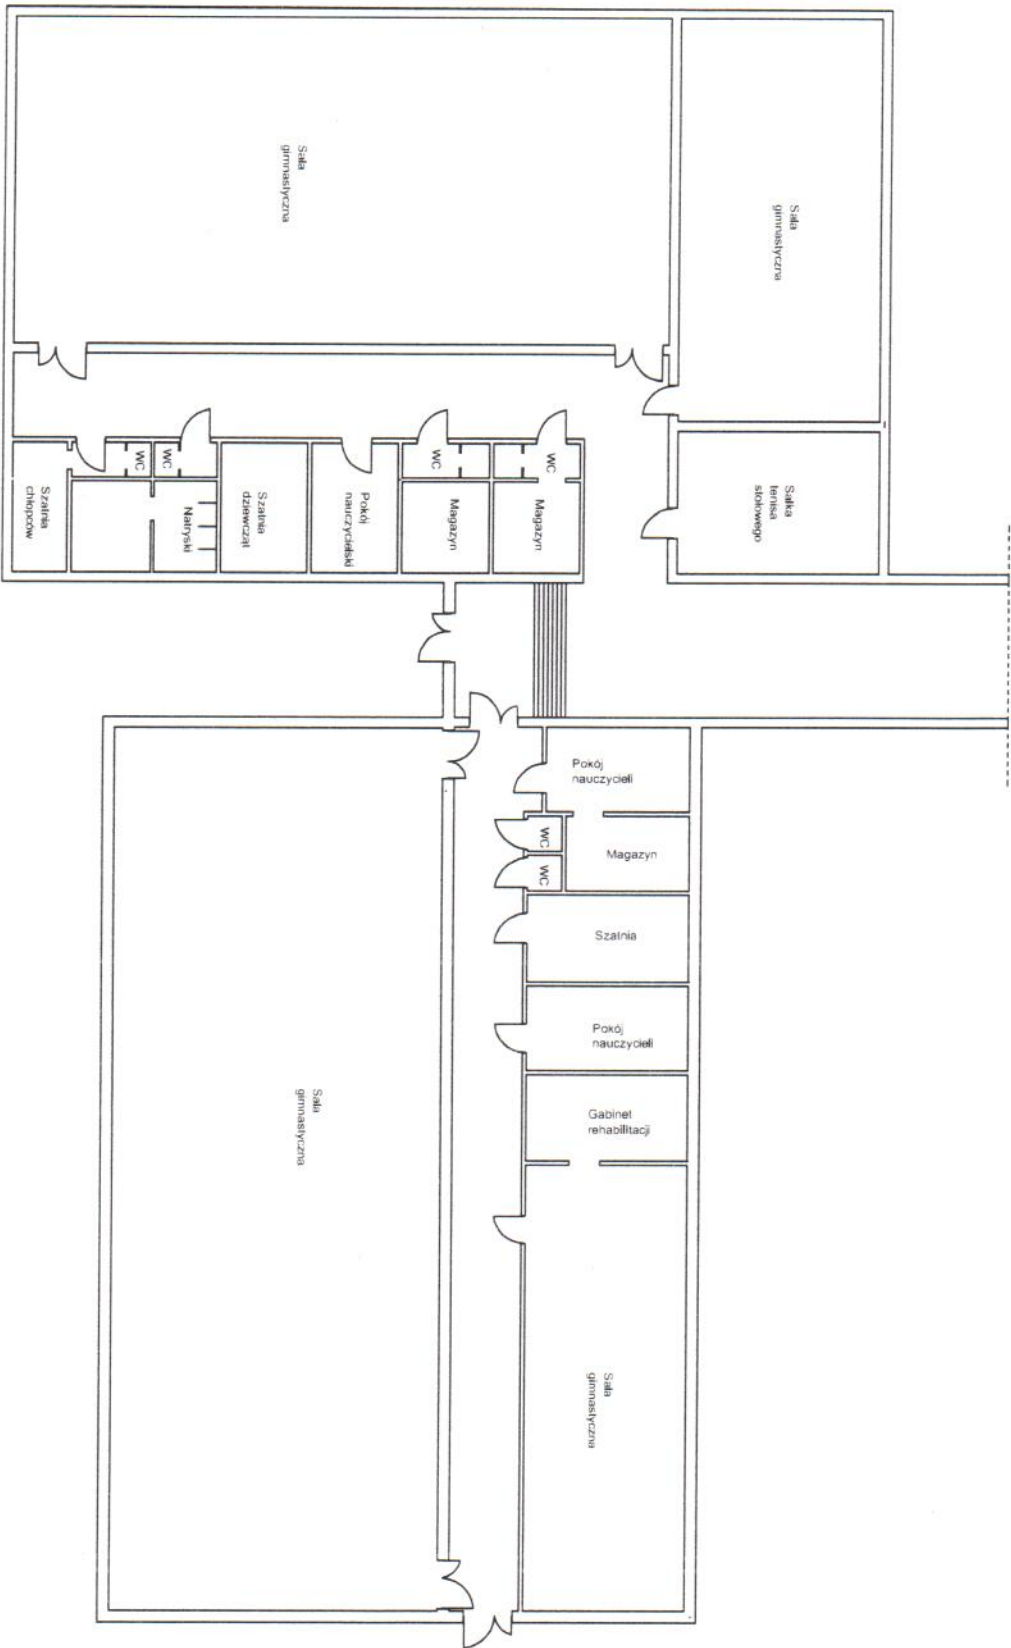 Sala
gimnastyczna
Sala
gimnastyczna
Salka
tenisa
stołowego
Szatnia
chłopców
WC
WC
Natryski
Szatnia
dziewcząt
Pokój
nauczycielski
WC
Magazyn
WC
Magazyn
Pokój
nauczycieli
WC
Magazyn
WC
Szatnia
Pokój
nauczycieli
Gabinet
rehabilitacji
Sala
gimnastyczna
Sala
gimnastyczna